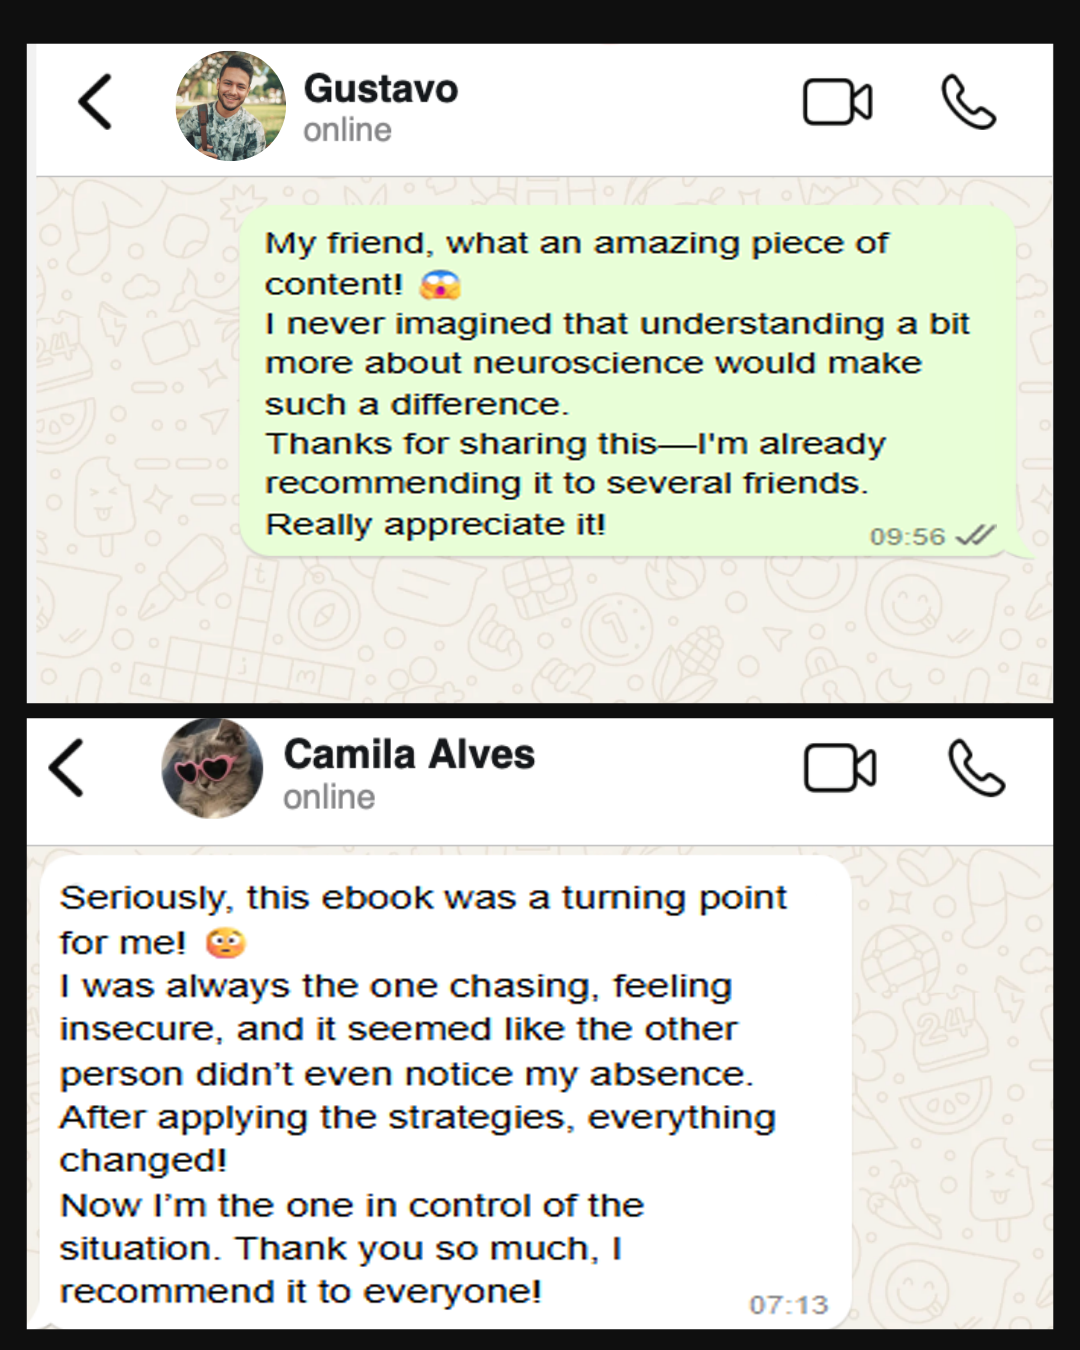 Gustavo
online
My friend, what an amazing piece of
content! 😱
I never imagined that understanding a bit
more about neuroscience would make
such a difference.
Thanks for sharing this—I'm already
recommending it to several friends.
Really appreciate it!
09:56
Camila Alves
online
Seriously, this ebook was a turning point
for me! 😳
I was always the one chasing, feeling
insecure, and it seemed like the other
person didn’t even notice my absence.
After applying the strategies, everything
changed!
Now I’m the one in control of the
situation. Thank you so much, I
recommend it to everyone!
07:13